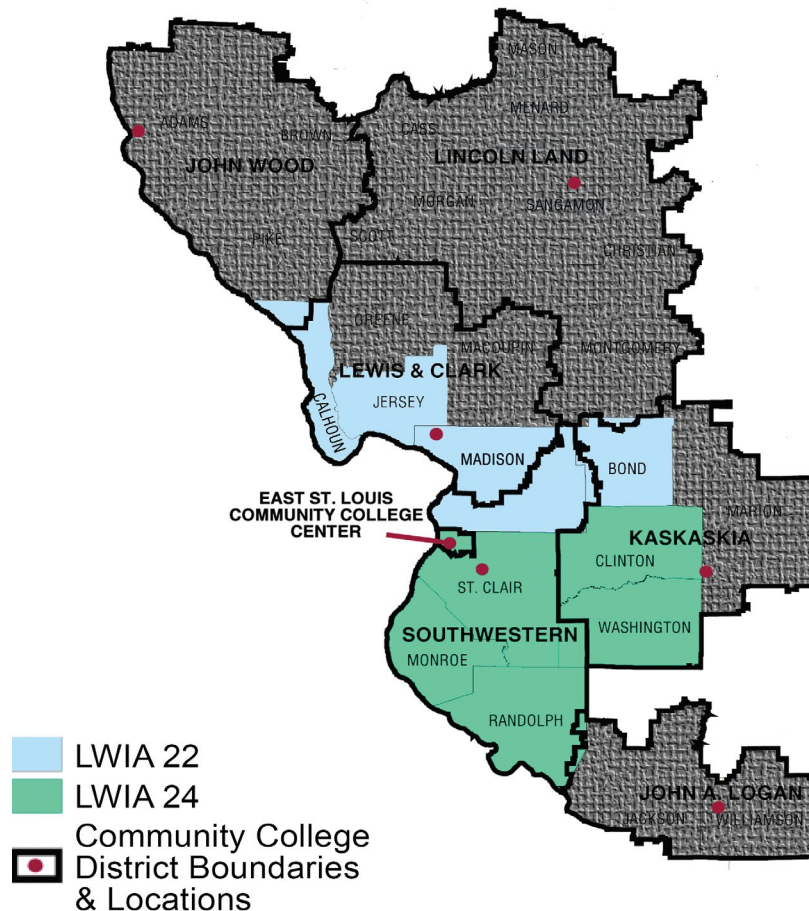 MASON
MENARD
ADAMS
BROWN
CASS
JOHN WOOD
LINCOLN LAND
MORGAN
SANGAMON
PIKE
SCOTT
CHRISTIAN
GREENE
MACOUPIN
MONTGOMERY
LEWIS & CLARK
CALHOUN
JERSEY
MADISON
BOND
EAST ST. LOUIS
COMMUNITY COLLEGE
CENTER
MARION
KASKASKIA
CLINTON
ST. CLAIR
WASHINGTON
SOUTHWESTERN
MONROE
RANDOLPH
JOHN A. LOGAN
JACKSON
WILLIAMSON
LWIA 22
LWIA 24
Community College
District Boundaries
& Locations